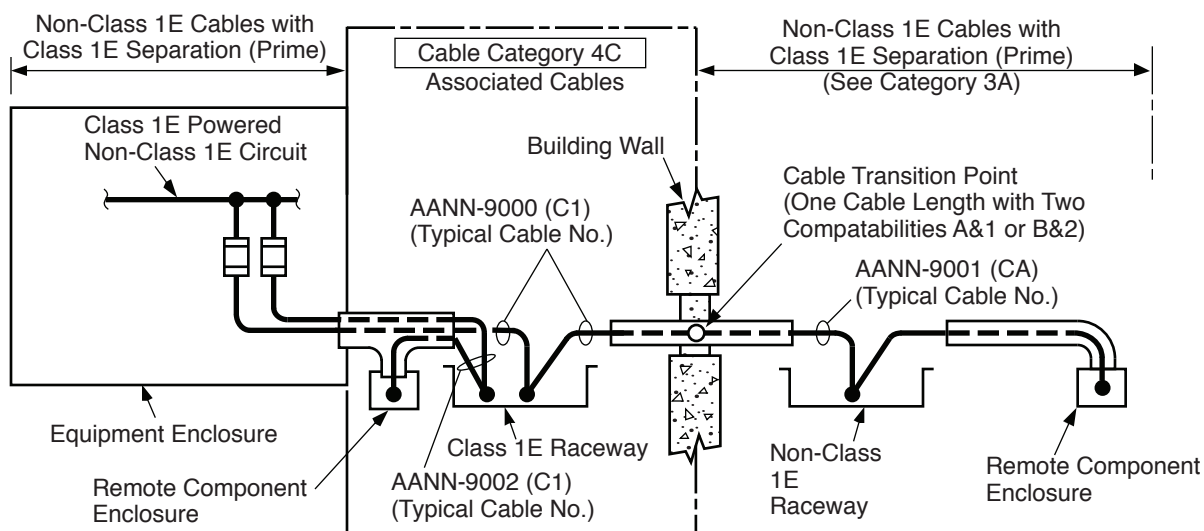 Non-Class 1E Cables with
Class 1E Separation (Prime)
Cable Category 4C
Associated Cables
Non-Class 1E Cables with
Class 1E Separation (Prime)
(See Category 3A)
Class 1E Powered
Non-Class 1E Circuit
Building Wall
Cable Transition Point
(One Cable Length with Two
Compatabilities A&1 or B&2)
AANN-9000 (C1)
(Typical Cable No.)
AANN-9001 (CA)
(Typical Cable No.)
Equipment Enclosure
Remote Component
Enclosure
Class 1E Raceway
AANN-9002 (C1)
(Typical Cable No.)
Non-Class
1E
Raceway
Remote Component
Enclosure